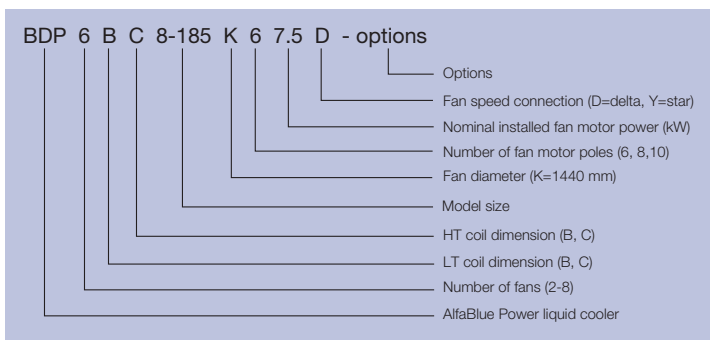 BDP 6 B C 8-185 K 6 7.5 D - options
Options
Fan speed connection (D=delta, Y=star)
Nominal installed fan motor power (kW)
Number of fan motor poles (6, 8,10)
Fan diameter (K=1440 mm)
Model size
HT coil dimension (B, C)
LT coil dimension (B, C)
Number of fans (2-8)
AlfaBlue Power liquid cooler